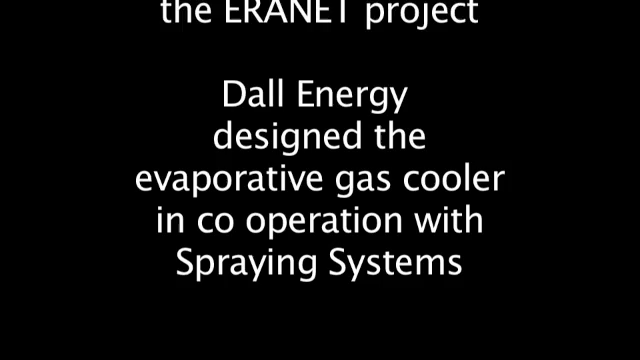 the ERANET project
Dall Energy
designed the
evaporative gas cooler
in co operation with
Spraying Systems